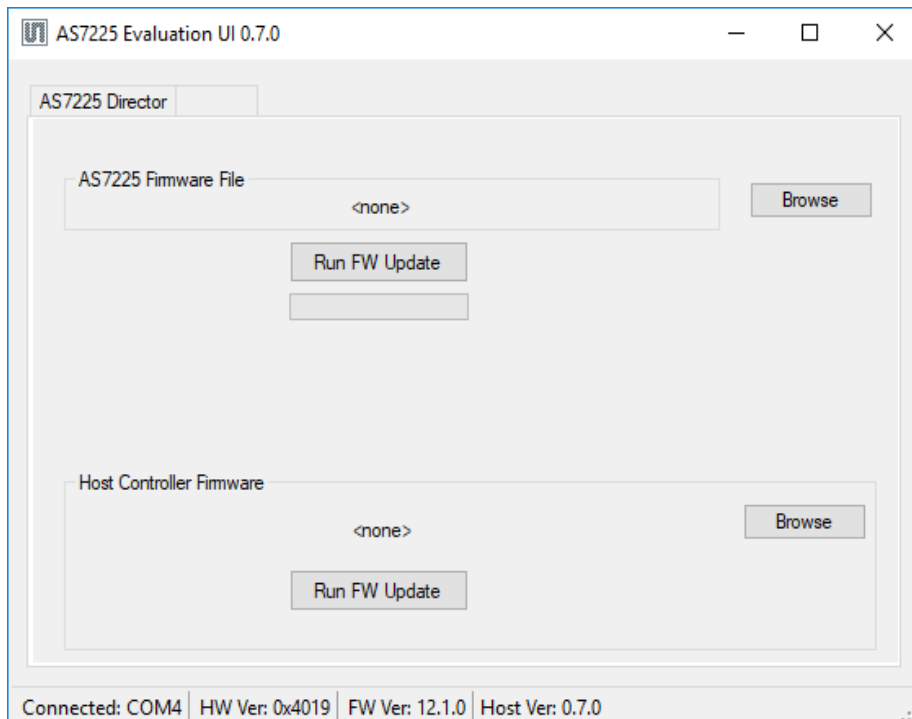 AS7225 Evaluation UI 0.7.0
AS7225 Director
AS7225 Firmware File
<none>
Browse
Run FW Update
Host Controller Firmware
<none>
Browse
Run FW Update
Connected: COM4 HW Ver: 0x4019 FW Ver: 12.1.0 Host Ver: 0.7.0